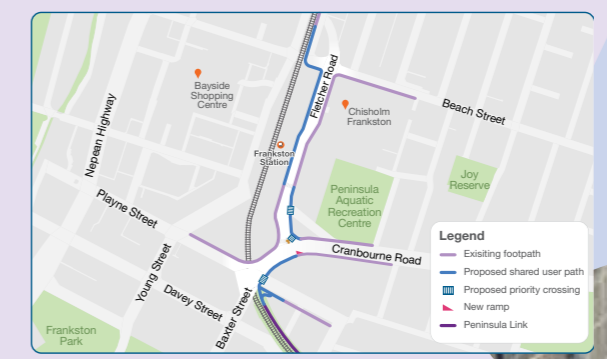 Nepean Highway
Bayside
Shopping
Centre
Fletcher Road
Chisholm
Frankston
Beach Street
Frankston
Station
Joy
Reserve
Peninsula
Aquatic
Recreation
Centre
Playne Street
Young Street
Davey Street
Baxter Street
Cranbourne Road
Frankston
Park
Legend
Exisiting footpath
Proposed shared user path
Proposed priority crossing
New ramp
Peninsula Link